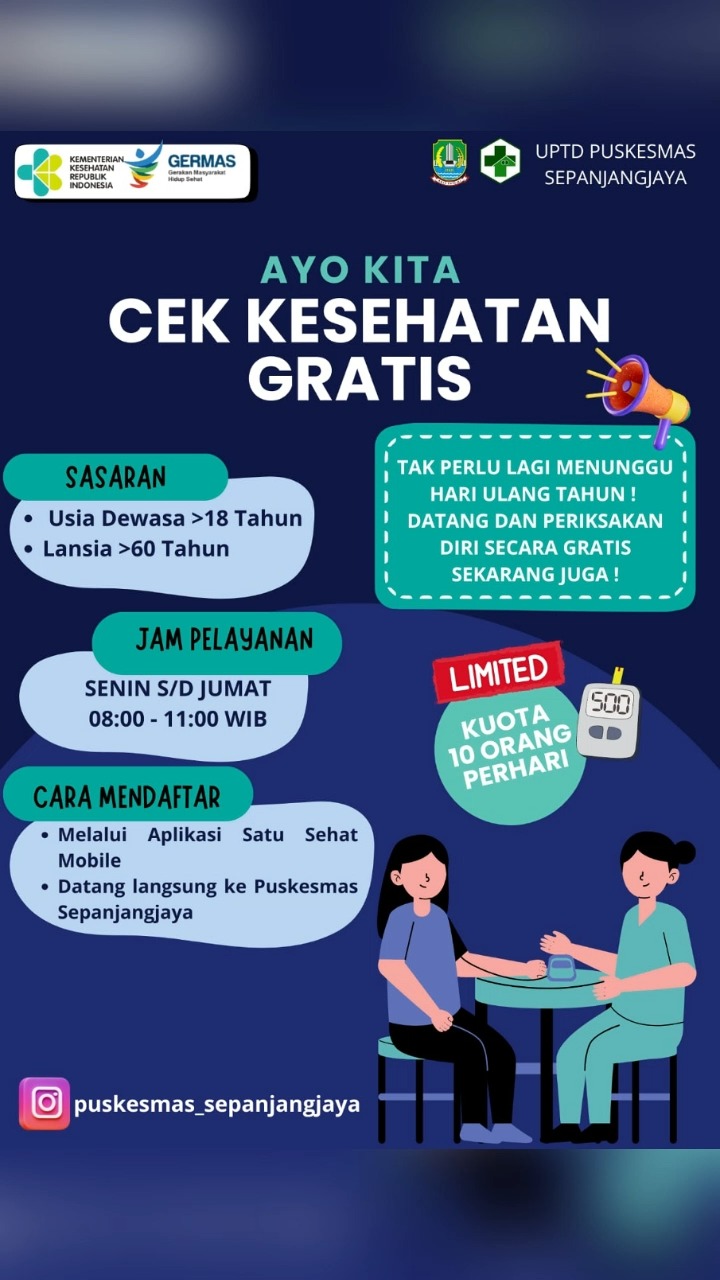 KEMENTERIAN
KESEHATAN
REPUBLIK
INDONESIA
GERMAS
Gerakan Masyarakat
Hidup Sehat
UPTD PUSKESMAS
SEPANJANGJAYA
AYO KITA
CEK KESEHATAN
GRATIS
SASARAN
• Usia Dewasa >18 Tahun
• Lansia >60 Tahun
TAK PERLU LAGI MENUNGGU
HARI ULANG TAHUN !
DATANG DAN PERIKSAKAN
DIRI SECARA GRATIS
SEKARANG JUGA !
JAM PELAYANAN
SENIN S/D JUMAT
08:00 - 11:00 WIB
LIMITED
KUOTA
10 ORANG
PERHARI
500
CARA MENDAFTAR
• Melalui Aplikasi Satu Sehat
Mobile
• Datang langsung ke Puskesmas
Sepanjangjaya
puskesmas_sepanjangjaya